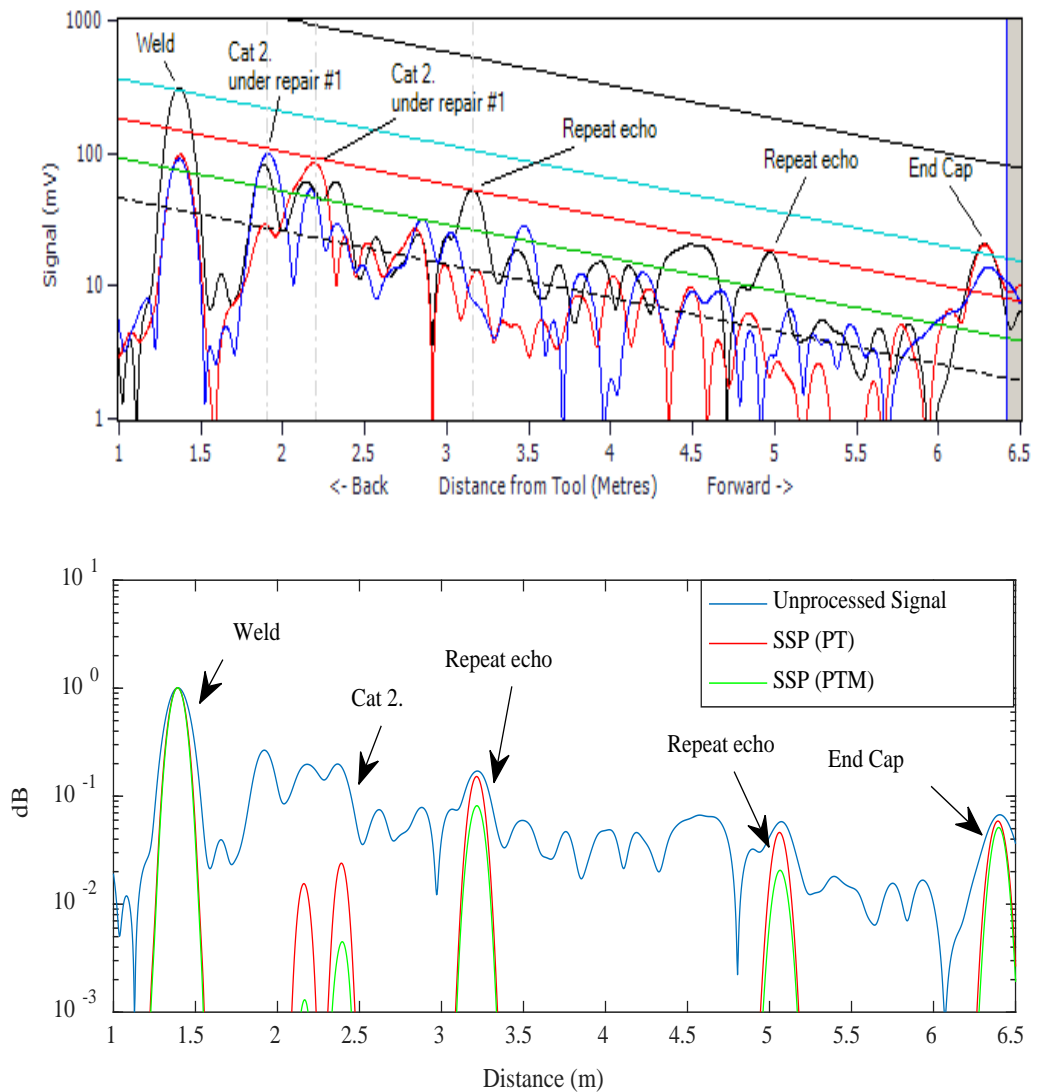 1000
100
10
1
Signal (mV)
Weld
Cat 2.
under repair #1
Cat 2.
under repair #1
Repeat echo
Repeat echo
End Cap
1 1.5 2 2.5 3 3.5 4 4.5 5 5.5 6 6.5
<- Back Distance from Tool (Metres) Forward ->
10 1
10 0
10 -1
10 -2
10 -3
dB
Weld
Cat 2.
Repeat echo
Repeat echo
End Cap
Unprocessed Signal
SSP (PT)
SSP (PTM)
1 1.5 2 2.5 3 3.5 4 4.5 5 5.5 6 6.5
Distance (m)